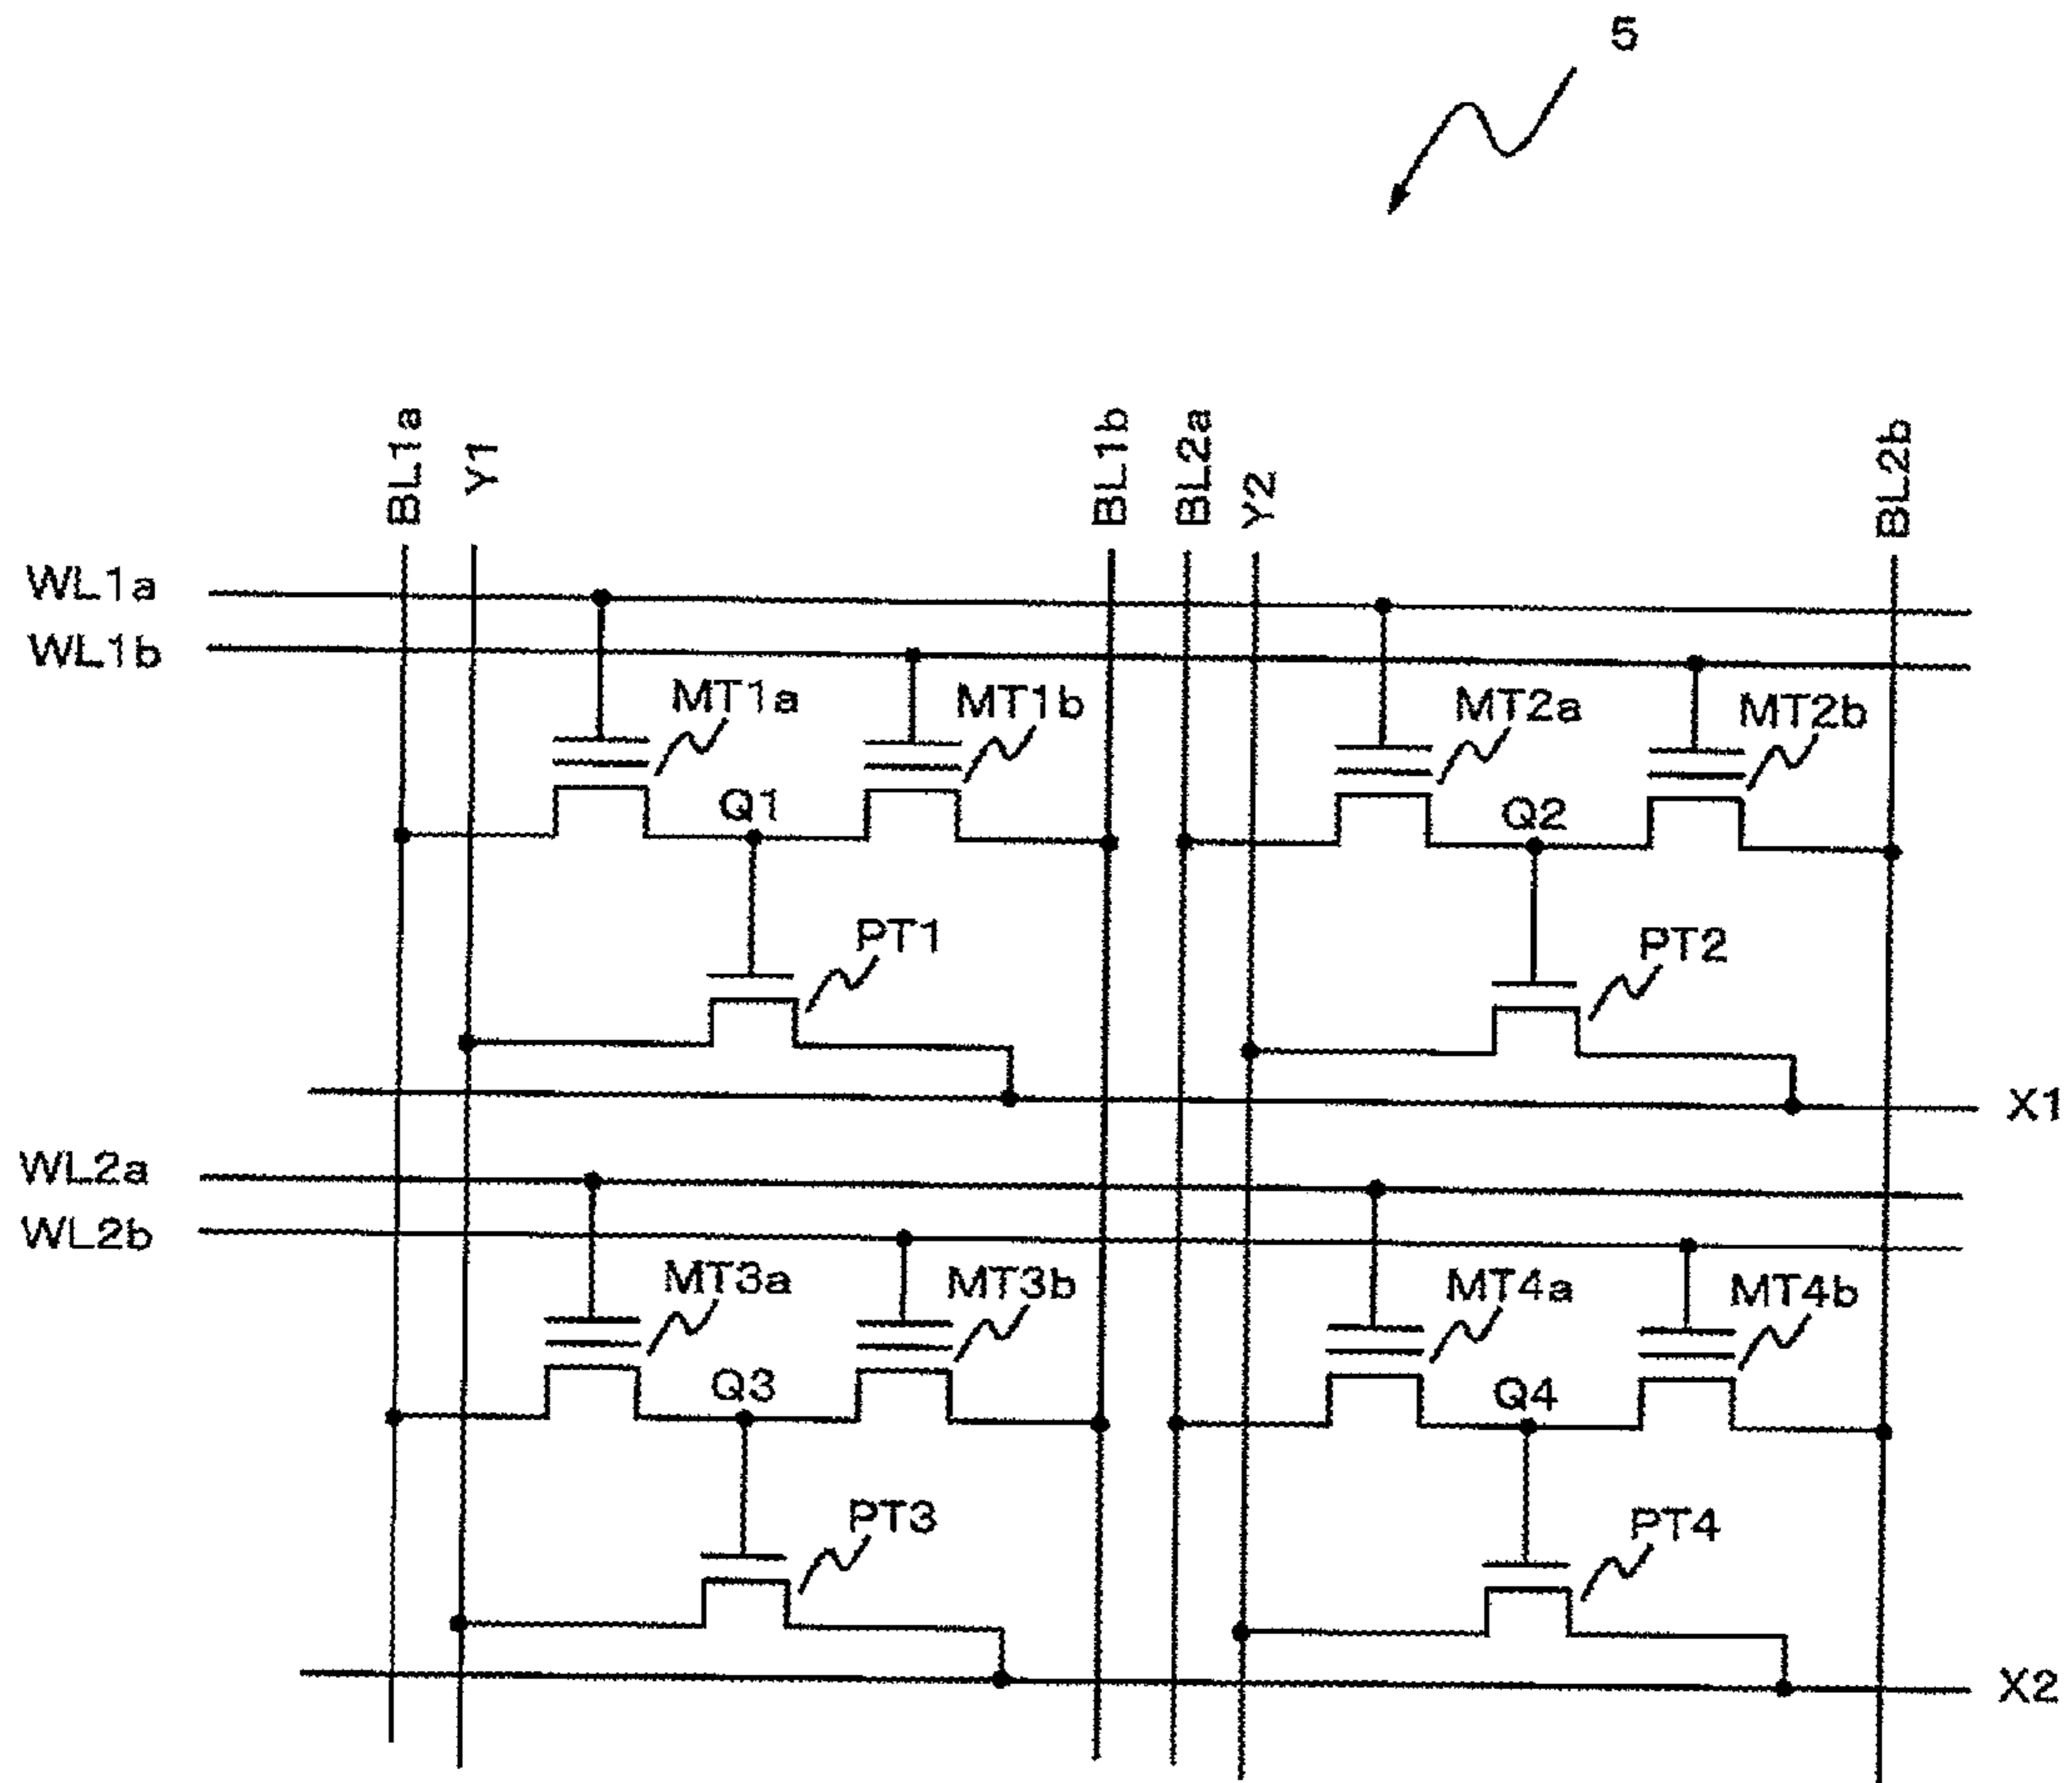 5
BL1a
Y1
BL1b
BL2a
Y2
BL2b
WL1a
WL1b
MT1a
MT1b
MT2a
MT2b
Q1
Q2
PT1
PT2
X1
WL2a
WL2b
MT3a
MT3b
MT4a
MT4b
Q3
Q4
PT3
PT4
X2